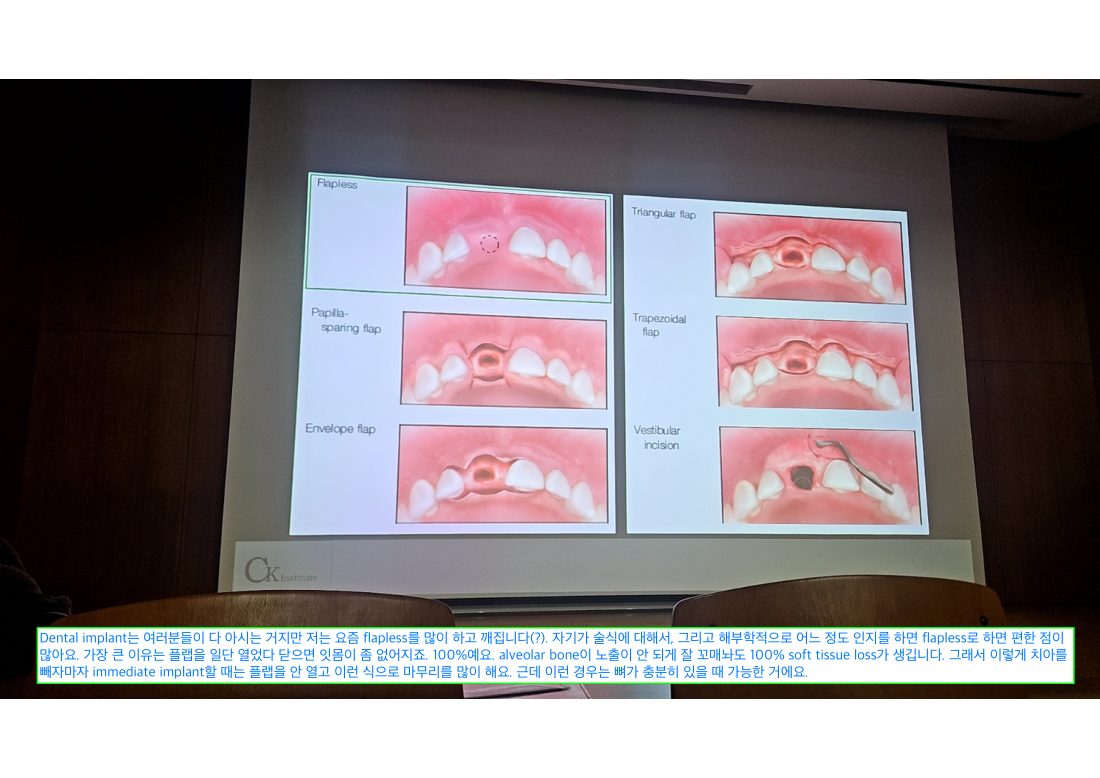 Flapless
Papilla-
sparing flap
Envelope flap
Triangular flap
Trapezoidal
flap
Vestibular
incision
CK Institute
Dental implant는 여러분들이 다 아시는 거지만 저는 요즘 flapless를 많이 하고 깨집니다(?). 자기가 술식에 대해서, 그리고 해부학적으로 어느 정도 인지를 하면 flapless로 하면 편한 점이
많아요. 가장 큰 이유는 플랩을 일단 열었다 닫으면 잇몸이 좀 없어지죠. 100%예요. alveolar bone이 노출이 안 되게 잘 꼬매놔도 100% soft tissue loss가 생깁니다. 그래서 이렇게 치아를
빼자마자 immediate implant할 때는 플랩을 안 열고 이런 식으로 마무리를 많이 해요. 근데 이런 경우는 뼈가 충분히 있을 때 가능한 거에요.